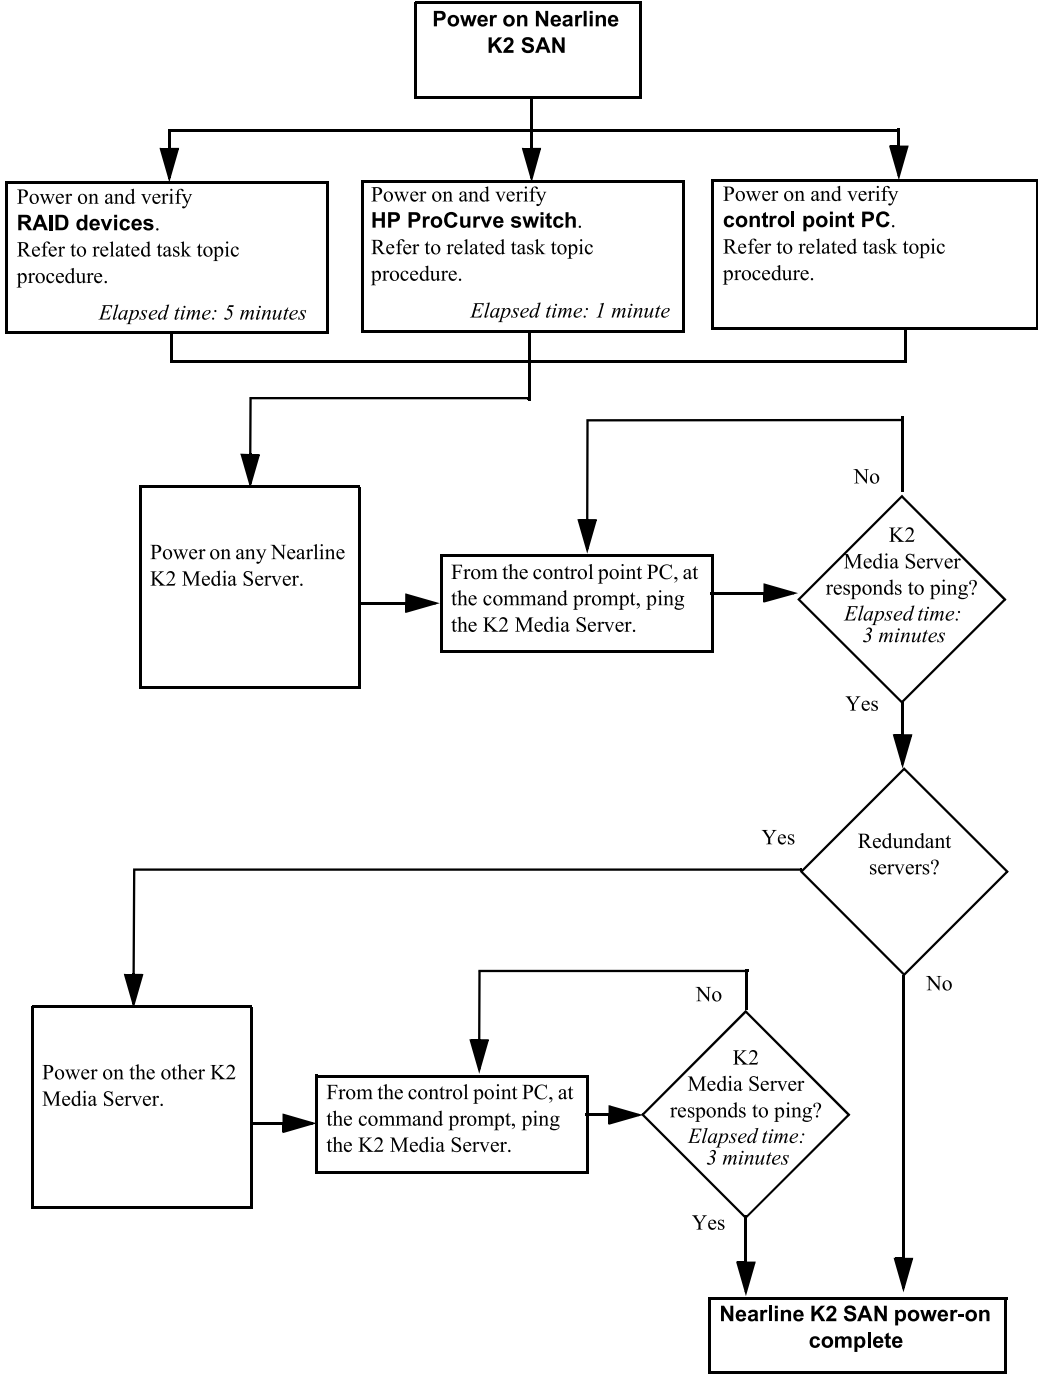 Power on Nearline
K2 SAN
Power on and verify
RAID devices.
Refer to related task topic
procedure.
Elapsed time: 5 minutes
Power on and verify
HP ProCurve switch.
Refer to related task topic
procedure.
Elapsed time: 1 minute
Power on and verify
control point PC.
Refer to related task topic
procedure.
Power on any Nearline
K2 Media Server.
From the control point PC, at
the command prompt, ping
the K2 Media Server.
No
K2
Media Server
responds to ping?
Elapsed time:
3 minutes
Yes
Redundant
servers?
Yes
No
Power on the other K2
Media Server.
From the control point PC, at
the command prompt, ping
the K2 Media Server.
No
K2
Media Server
responds to ping?
Elapsed time:
3 minutes
Yes
Nearline K2 SAN power-on
complete